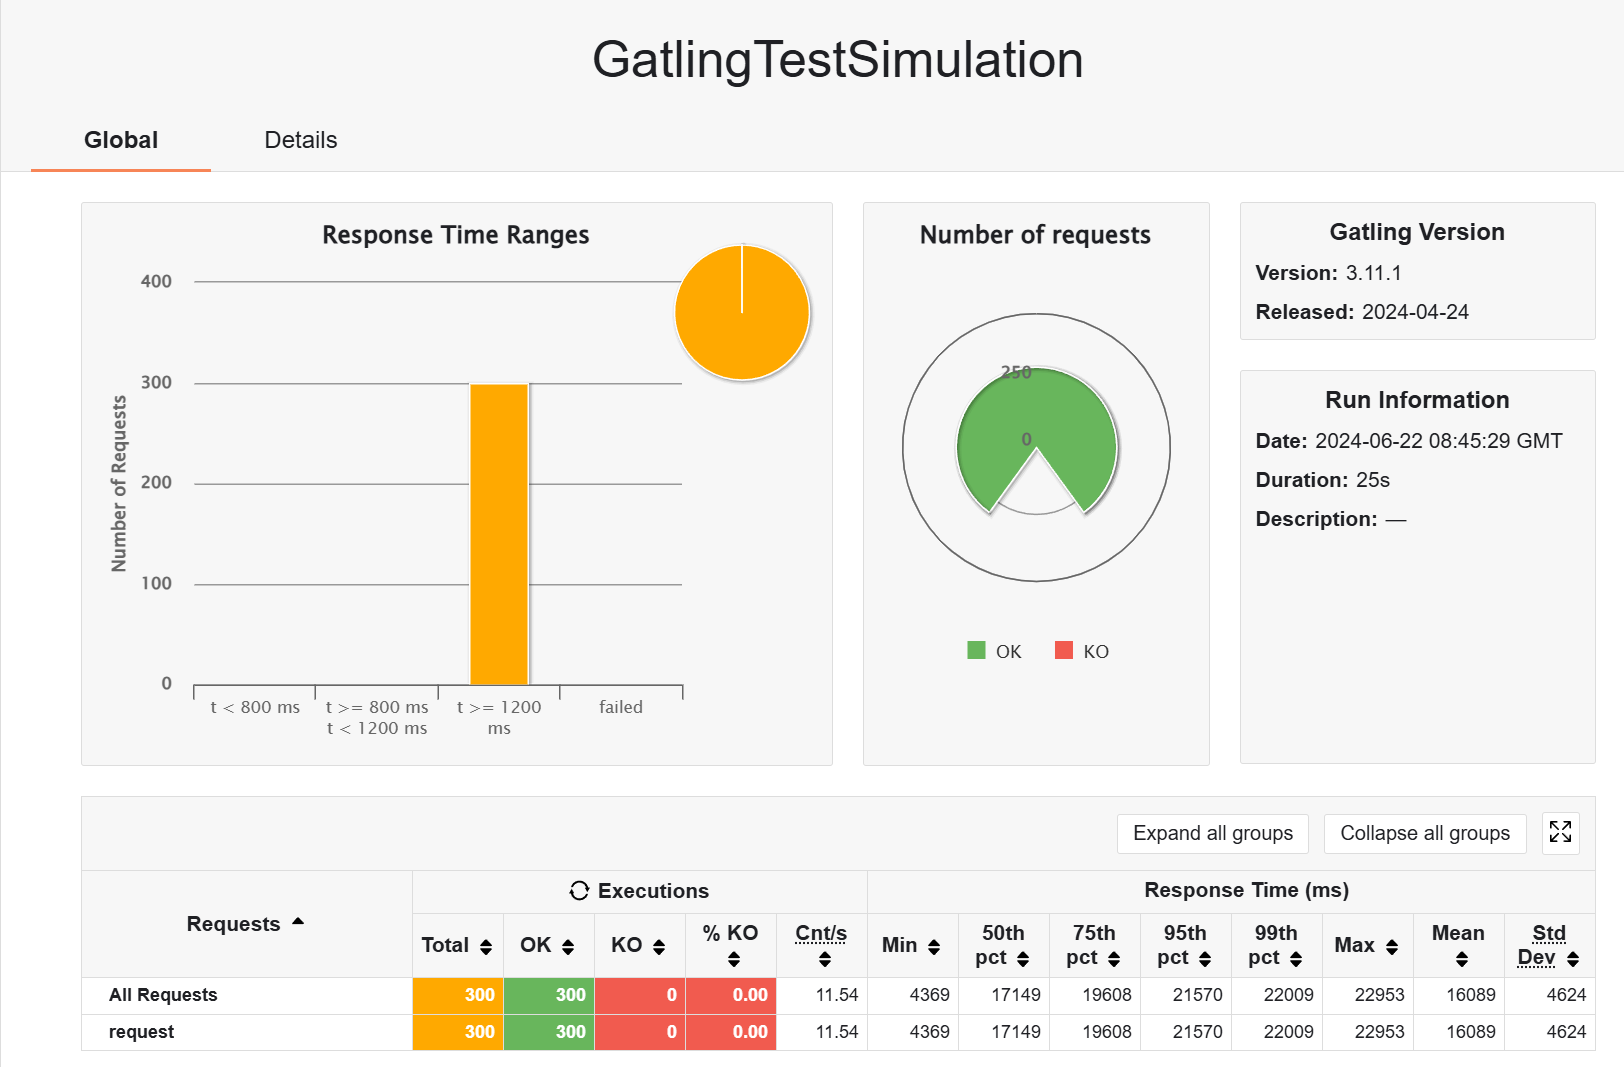 GatlingTestSimulation
Global Details
Response Time Ranges
400
300
200
100
0
Number of Requests
t < 800 ms
t >= 800 ms
t < 1200 ms
t >= 1200
ms
failed
Number of requests
250
0
OK KO
Gatling Version
Version: 3.11.1
Released: 2024-04-24
Run Information
Date: 2024-06-22 08:45:29 GMT
Duration: 25s
Description: —
Expand all groups Collapse all groups
Requests Executions Response Time (ms)
Total OK KO % KO Cnt/s Min 50th pct 75th pct 95th pct 99th pct Max Mean Std Dev
All Requests 300 300 0 0.00 11.54 4369 17149 19608 21570 22009 22953 16089 4624
request 300 300 0 0.00 11.54 4369 17149 19608 21570 22009 22953 16089 4624